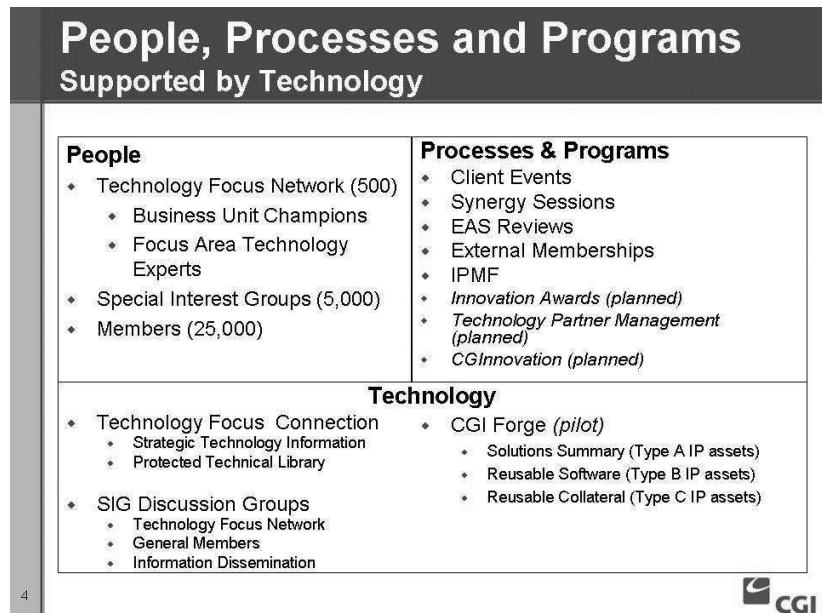 People, Processes and Programs
Supported by Technology
People
Technology Focus Network (500)
Business Unit Champions
Focus Area Technology
Experts
Special Interest Groups (5,000)
Members (25,000)
Processes & Programs
Client Events
Synergy Sessions
EAS Reviews
External Memberships
IPMF
Innovation Awards (planned)
Technology Partner Management
(planned)
CGInnovation (planned)
Technology
Technology Focus Connection
Strategic Technology Information
Protected Technical Library
SIG Discussion Groups
Technology Focus Network
General Members
Information Dissemination
CGI Forge (pilot)
Solutions Summary (Type A IP assets)
Reusable Software (Type B IP assets)
Reusable Collateral (Type C IP assets)
4
CGI